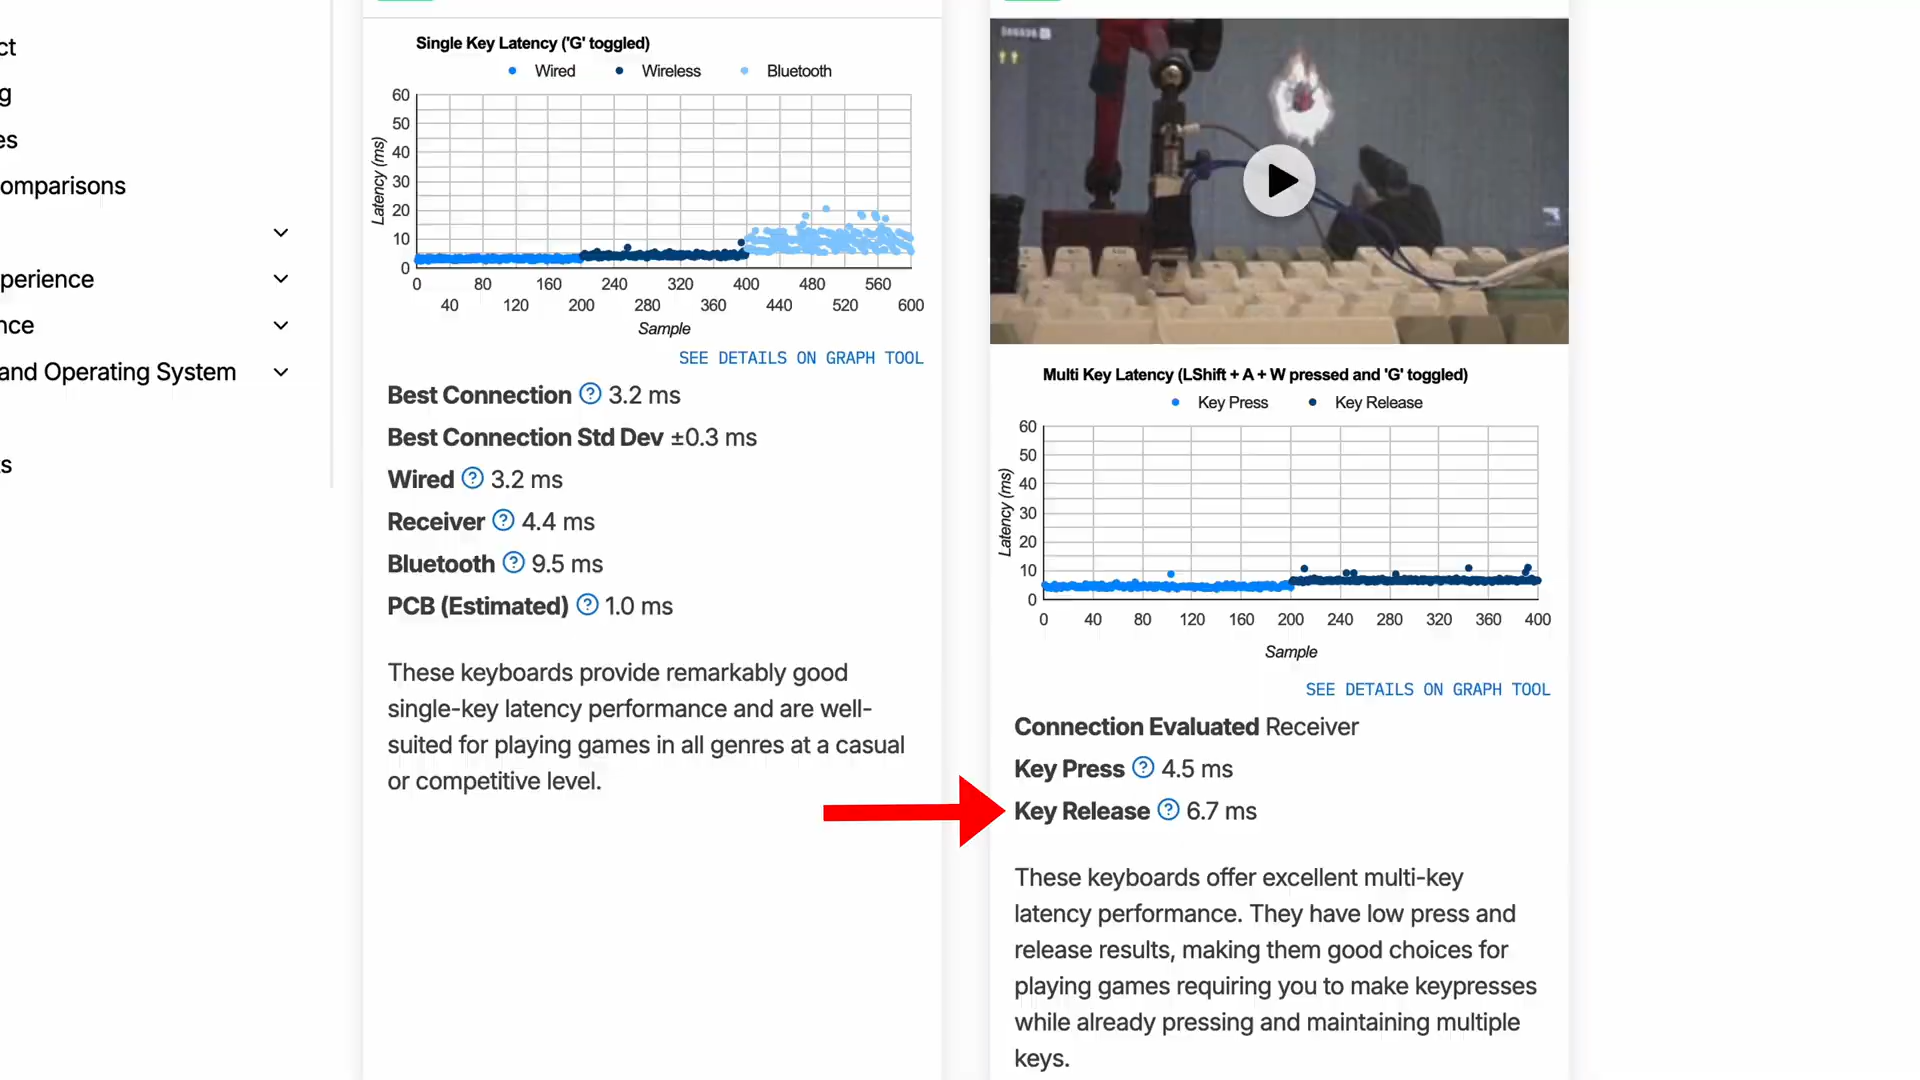 ct
g
es
omparisons
perience
nce
and Operating System
ts
Single Key Latency ('G' toggled)
Wired Wireless Bluetooth
Latency (ms)
60
50
40
30
20
10
0
0 80 160 240 320 400 480 560
40 120 200 280 360 440 520 600
Sample
SEE DETAILS ON GRAPH TOOL
Best Connection ? 3.2 ms
Best Connection Std Dev ±0.3 ms
Wired ? 3.2 ms
Receiver ? 4.4 ms
Bluetooth ? 9.5 ms
PCB (Estimated) ? 1.0 ms
These keyboards provide remarkably good
single-key latency performance and are well-
suited for playing games in all genres at a casual
or competitive level.
Multi Key Latency (LShift + A + W pressed and 'G' toggled)
Key Press Key Release
Latency (ms)
60
50
40
30
20
10
0
0 40 80 120 160 200 240 280 320 360 400
Sample
SEE DETAILS ON GRAPH TOOL
Connection Evaluated Receiver
Key Press ? 4.5 ms
Key Release ? 6.7 ms
These keyboards offer excellent multi-key
latency performance. They have low press and
release results, making them good choices for
playing games requiring you to make keypresses
while already pressing and maintaining multiple
keys.